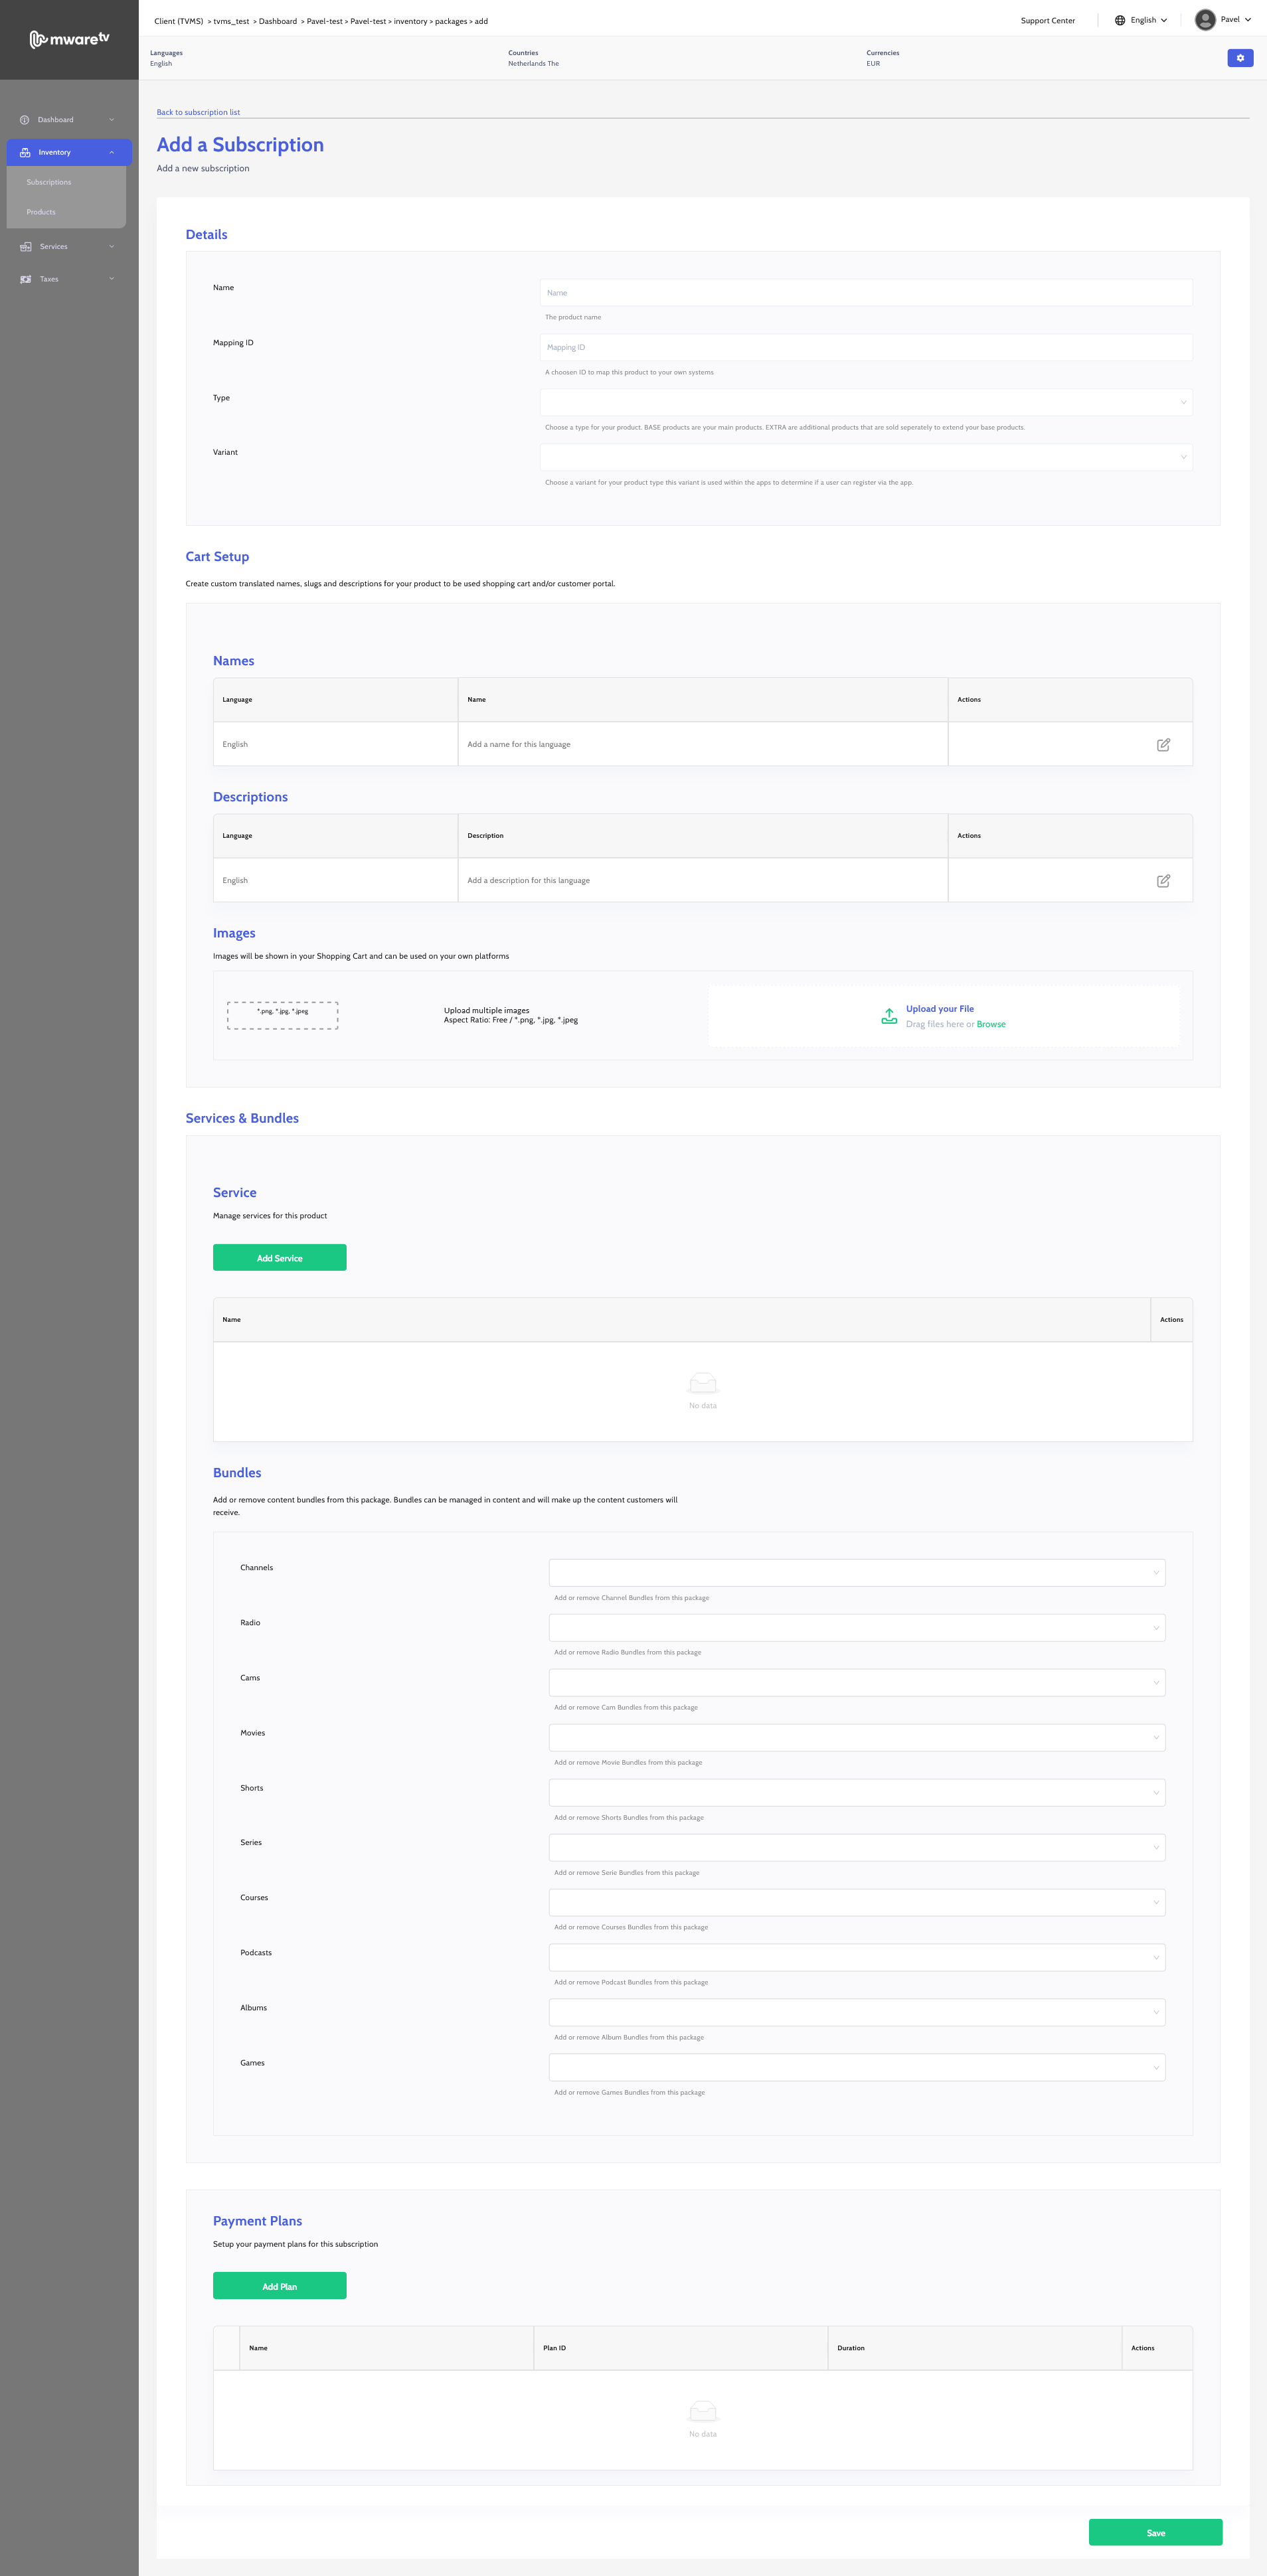 mwaretv
Client (TVMS) > tvms_test > Dashboard > Pavel-test > Pavel-test > inventory > packages > add
Support Center
English
Pavel
Languages
English
Countries
Netherlands The
Currencies
EUR
Dashboard
Inventory
Subscriptions
Products
Services
Taxes
Back to subscription list
Add a Subscription
Add a new subscription
Details
Name
Name
The product name
Mapping ID
Mapping ID
A choosen ID to map this product to your own systems
Type
Choose a type for your product. BASE products are your main products. EXTRA are additional products that are sold seperately to extend your base products.
Variant
Choose a variant for your product type this variant is used within the apps to determine if a user can register via the app.
Cart Setup
Create custom translated names, slugs and descriptions for your product to be used shopping cart and/or customer portal.
Names
Language
Name
Actions
English
Add a name for this language
Descriptions
Language
Description
Actions
English
Add a description for this language
Images
Images will be shown in your Shopping Cart and can be used on your own platforms
*.png, *.jpg, *.jpeg
Upload multiple images
Aspect Ratio: Free / *.png, *.jpg, *.jpeg
Upload your File
Drag files here or Browse
Services & Bundles
Service
Manage services for this product
Add Service
Name
Actions
No data
Bundles
Add or remove content bundles from this package. Bundles can be managed in content and will make up the content customers will
receive.
Channels
Add or remove Channel Bundles from this package
Radio
Add or remove Radio Bundles from this package
Cams
Add or remove Cam Bundles from this package
Movies
Add or remove Movie Bundles from this package
Shorts
Add or remove Shorts Bundles from this package
Series
Add or remove Serie Bundles from this package
Courses
Add or remove Courses Bundles from this package
Podcasts
Add or remove Podcast Bundles from this package
Albums
Add or remove Album Bundles from this package
Games
Add or remove Games Bundles from this package
Payment Plans
Setup your payment plans for this subscription
Add Plan
Name
Plan ID
Duration
Actions
No data
Save